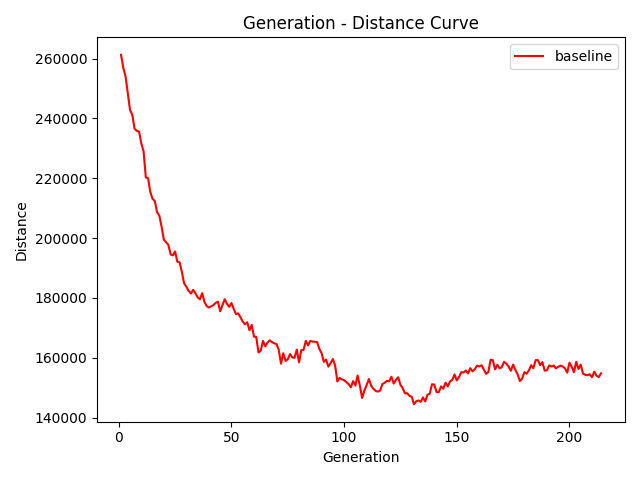 Generation - Distance Curve
baseline
Distance
260000
240000
220000
200000
180000
160000
140000
0 50 100 150 200
Generation